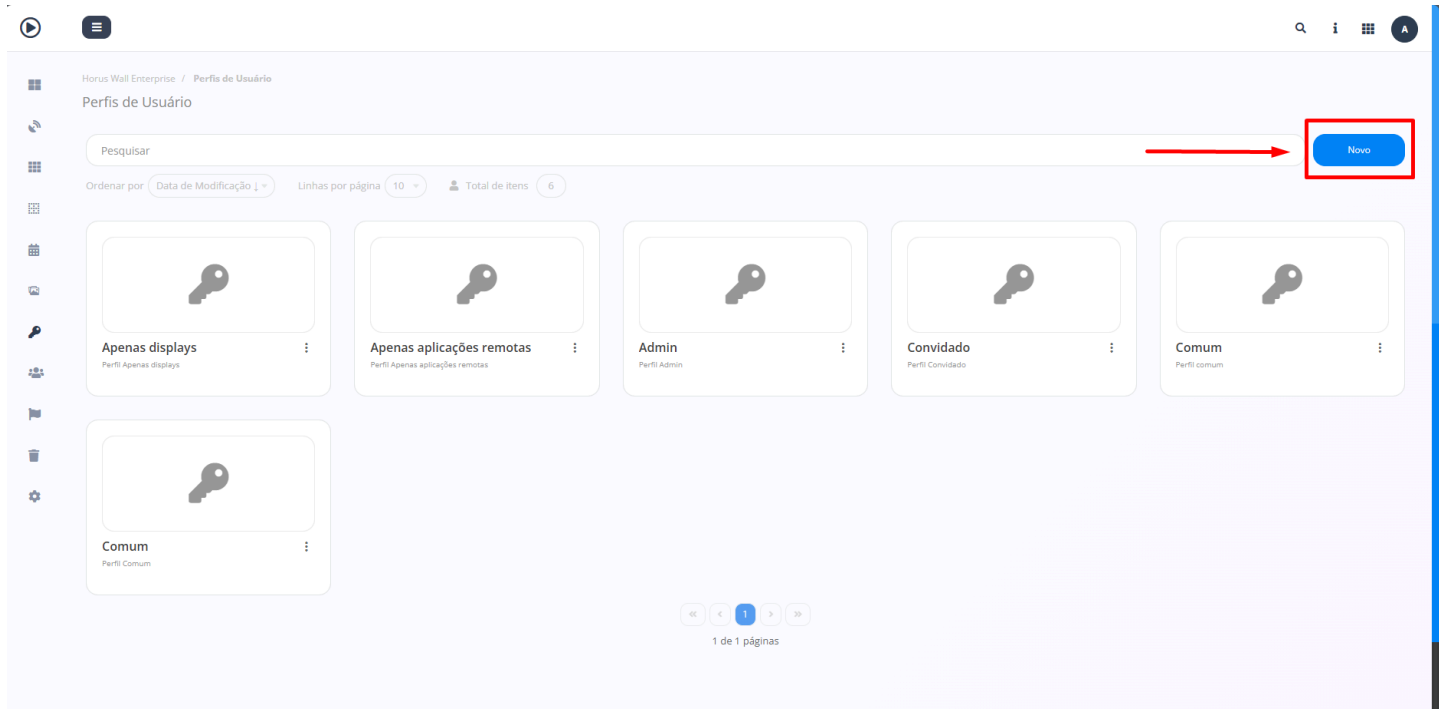 A
Horus Wall Enterprise / Perfis de Usuário
Perfis de Usuário
Pesquisar
Novo
Ordenar por Data de Modificação ↓ Linhas por página 10 Total de itens 6
Apenas displays
Perfil Apenas displays
Apenas aplicações remotas
Perfil Apenas aplicações remotas
Admin
Perfil Admin
Convidado
Perfil Convidado
Comum
Perfil comum
Comum
Perfil Comum
« < 1 > »
1 de 1 páginas